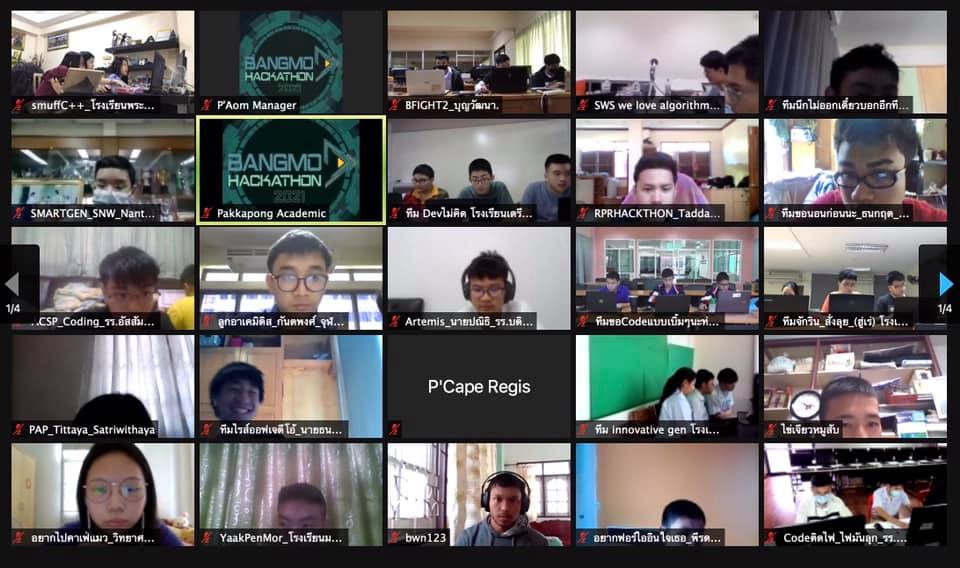 smuffC++_โรงเรียนพระ...
BANGMOD
HACKATHON
P'Aom Manager
BFIGHT2_บุญวัฒนา.
SWS we love algorithm...
ทีมนึกไม่ออกเดี๋ยวบอกอีกที...
SMARTGEN_SNW_Nant...
BANGMOD
HACKATHON
2021
Pakkapong Academic
ทีม Devไม่คิด โรงเรียนเตรี...
RPRHACKTHON_Tadda...
ทีมขอนอนก่อนนะ_ธนกฤต_...
1/4
ACSP_Coding_รร.อัสสัม...
ลูกอาเคมิดิส_กันตพงศ์_จุฬ...
Artemis_นายปณิธิ_รร.บดิ...
ทีมขอCodeแบบเบิ้มๆนะท...
ทีมจักริน_สั่งลุย_(ฮู่เร่) โรงเ...
1/4
PAP_Tittaya_Satriwithaya
ทีมไรส์ออฟเจดีโอ้_นายธน...
P'Cape Regis
ทีม innovative gen โรงเ...
ไข่เจียวหมูสับ
อยากไปคาเฟ่แมว_วิทยาศ...
YaakPenMor_โรงเรียนม...
bwn123
อยากฟอร์ไออินใจเธอ_พีรด...
Codeติดไฟ_ไฟมันลุก_รร....